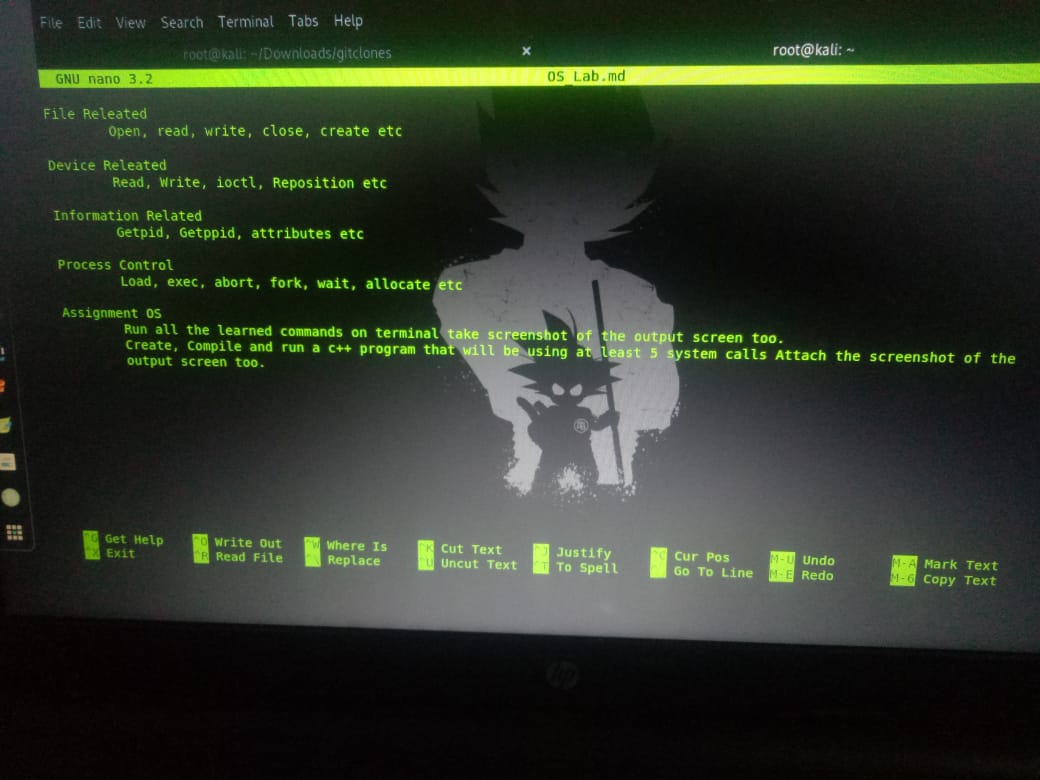 File Edit View Search Terminal Tabs Help
root@kali: ~/Downloads/gitclones × root@kali: ~
GNU nano 3.2 OS_Lab.md
File Releated
Open, read, write, close, create etc
Device Releated
Read, Write, ioctl, Reposition etc
Information Related
Getpid, Getppid, attributes etc
Process Control
Load, exec, abort, fork, wait, allocate etc
Assignment OS
Run all the learned commands on terminal take screenshot of the output screen too.
Create, Compile and run a c++ program that will be using at least 5 system calls Attach the screenshot of the
output screen too.
^G Get Help ^O Write Out ^W Where Is ^K Cut Text ^J Justify ^C Cur Pos M-U Undo M-A Mark Text
^X Exit ^R Read File ^\ Replace ^U Uncut Text ^T To Spell ^_ Go To Line M-E Redo M-6 Copy Text
hp